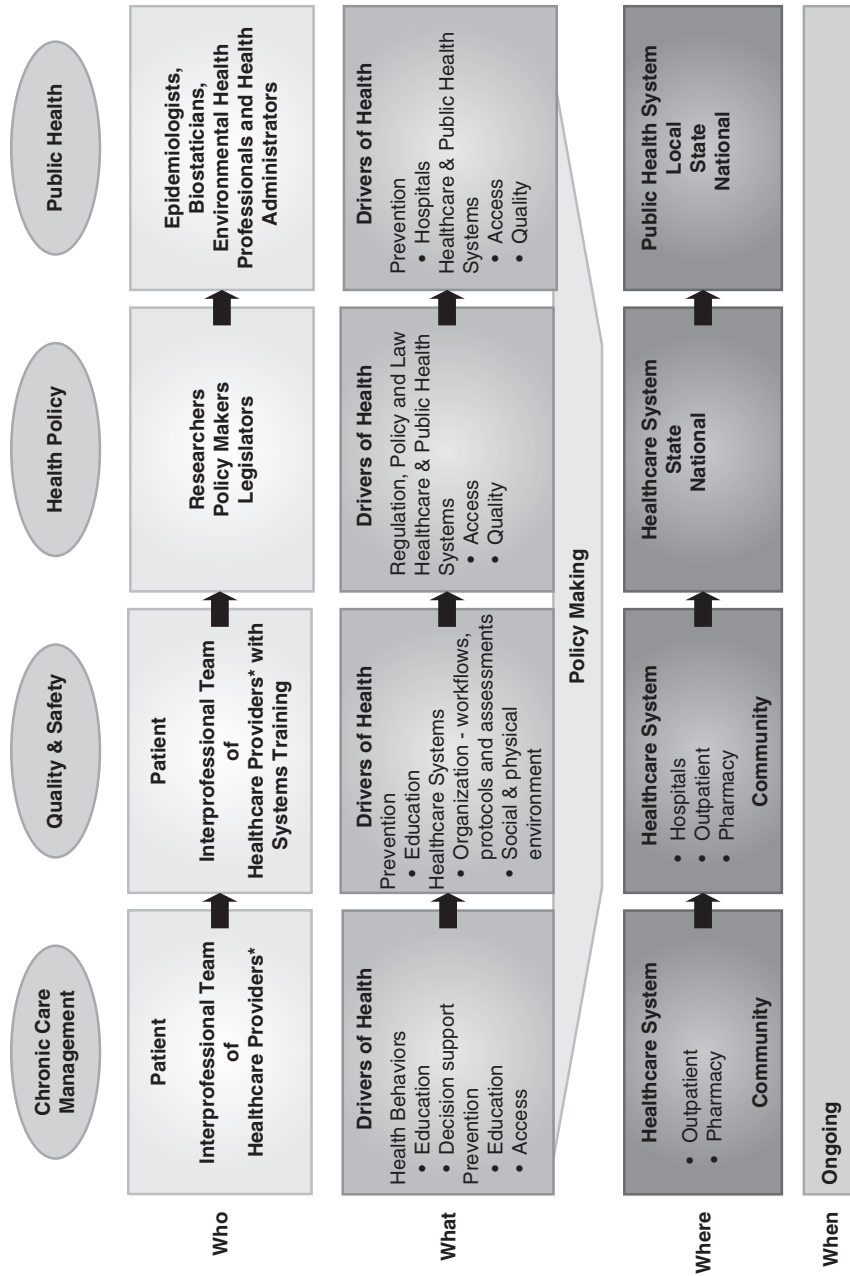 Chronic Care
Management
Quality & Safety
Health Policy
Public Health
Who
Patient
Interprofessional Team
of
Healthcare Providers*
Patient
Interprofessional Team
of
Healthcare Providers* with
Systems Training
Researchers
Policy Makers
Legislators
Epidemiologists,
Biostaticians,
Environmental Health
Professionals and Health
Administrators
What
Drivers of Health
Health Behaviors
• Education
• Decision support
Prevention
• Education
• Access
Drivers of Health
Prevention
• Education
Healthcare Systems
• Organization - workflows,
protocols and assessments
• Social & physical
environment
Drivers of Health
Regulation, Policy and Law
Healthcare & Public Health
Systems
• Access
• Quality
Drivers of Health
Prevention
• Hospitals
Healthcare & Public Health
Systems
• Access
• Quality
Policy Making
Where
Healthcare System
• Outpatient
• Pharmacy
Community
Healthcare System
• Hospitals
• Outpatient
• Pharmacy
Community
Healthcare System
State
National
Public Health System
Local
State
National
When
Ongoing